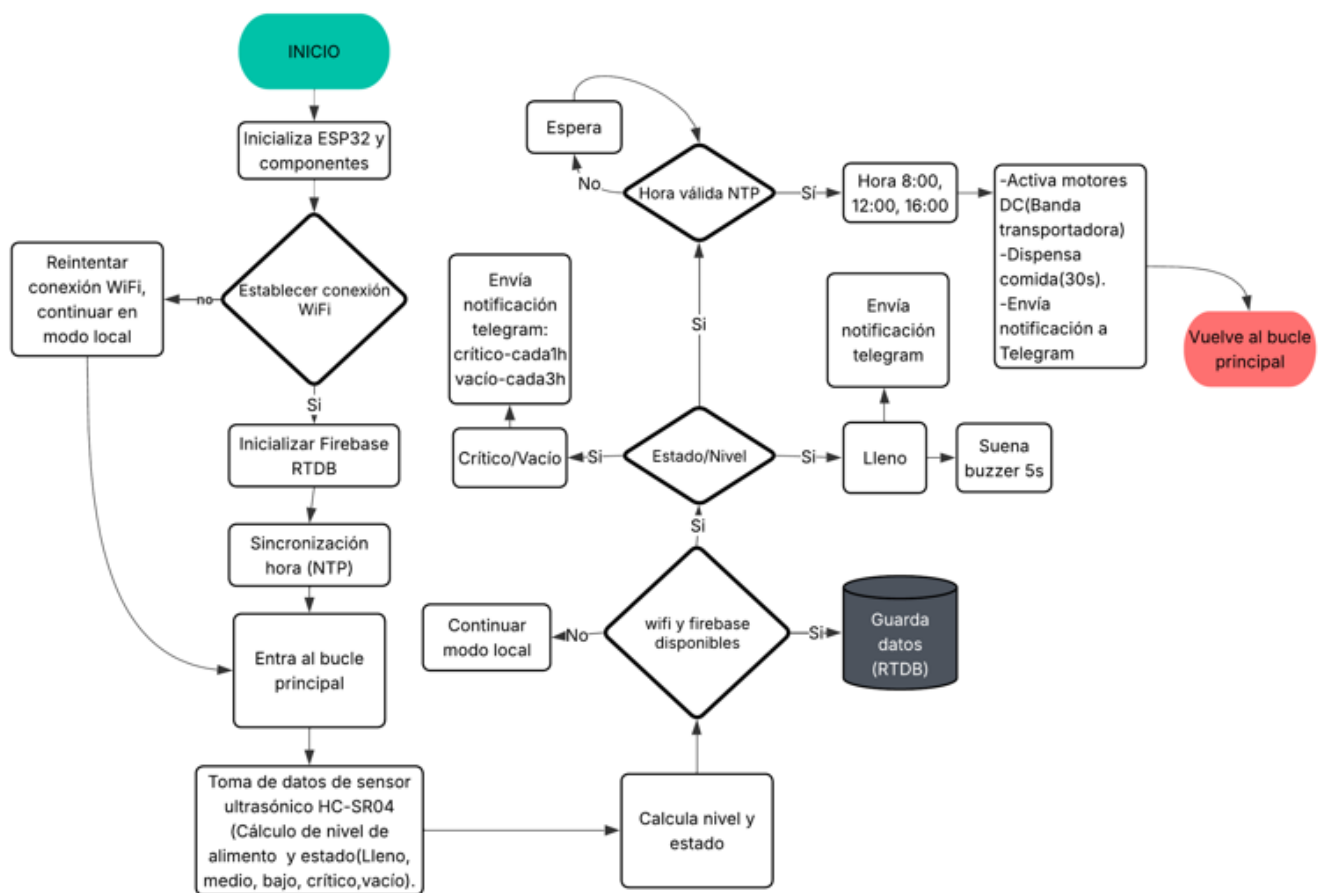 INICIO
Inicializa ESP32 y
componentes
Establecer conexión
WiFi
no
Reintentar
conexión WiFi,
continuar en
modo local
Si
Inicializar Firebase
RTDB
Sincronización
hora (NTP)
Entra al bucle
principal
Toma de datos de sensor
ultrasónico HC-SR04
(Cálculo de nivel de
alimento y estado(Lleno,
medio, bajo, crítico,vacío).
Calcula nivel y
estado
wifi y firebase
disponibles
No
Continuar
modo local
Si
Guarda
datos
(RTDB)
Si
Estado/Nivel
Si
Crítico/Vacío
Envía
notificación
telegram:
crítico-cada1h
vacío-cada3h
Si
Lleno
Envía
notificación
telegram
Suena
buzzer 5s
Si
Hora válida NTP
No
Espera
Sí
Hora 8:00,
12:00, 16:00
-Activa motores
DC(Banda
transportadora)
-Dispensa
comida(30s).
-Envía
notificación a
Telegram
Vuelve al bucle
principal